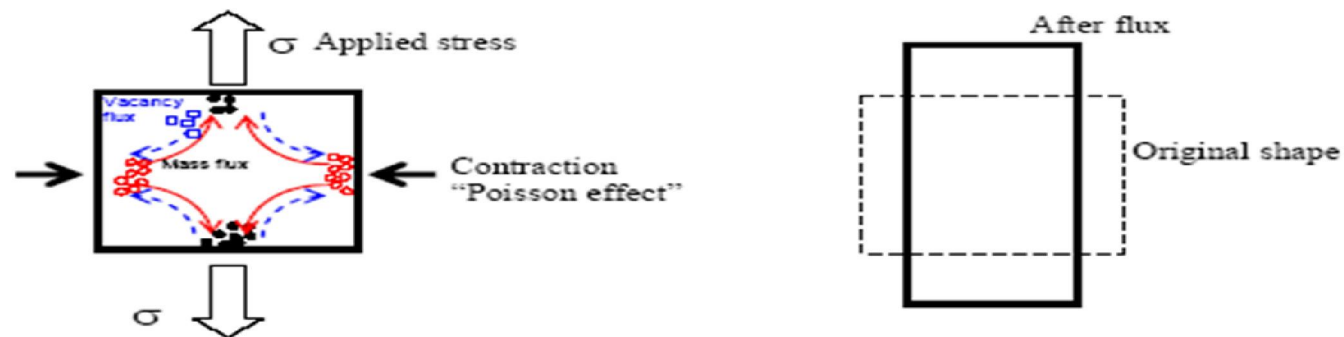 σ Applied stress
Vacancy
flux
Mass flux
Contraction
“Poisson effect”
σ
After flux
Original shape